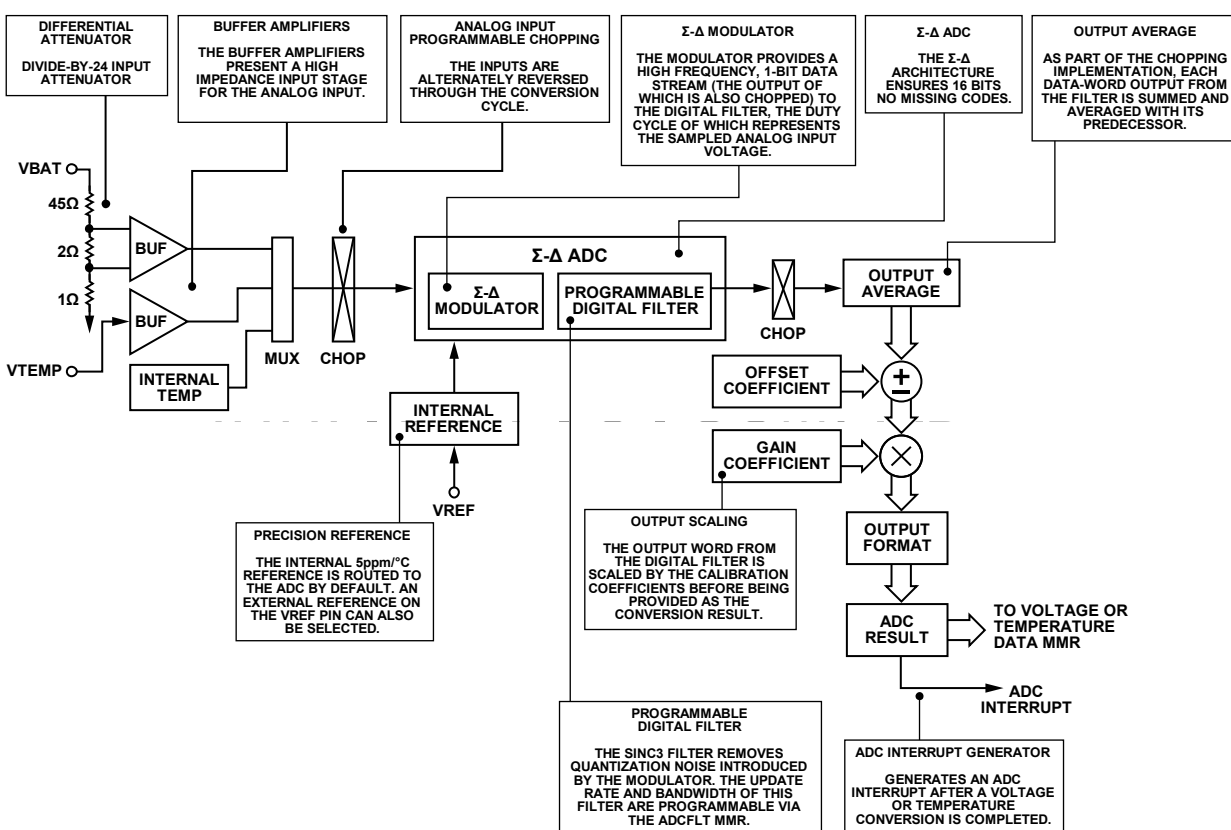 DIFFERENTIAL
ATTENUATOR
DIVIDE-BY-24 INPUT
ATTENUATOR
BUFFER AMPLIFIERS
THE BUFFER AMPLIFIERS
PRESENT A HIGH
IMPEDANCE INPUT STAGE
FOR THE ANALOG INPUT.
ANALOG INPUT
PROGRAMMABLE CHOPPING
THE INPUTS ARE
ALTERNATELY REVERSED
THROUGH THE CONVERSION
CYCLE.
Σ-Δ MODULATOR
THE MODULATOR PROVIDES A
HIGH FREQUENCY, 1-BIT DATA
STREAM (THE OUTPUT OF
WHICH IS ALSO CHOPPED) TO
THE DIGITAL FILTER, THE DUTY
CYCLE OF WHICH REPRESENTS
THE SAMPLED ANALOG INPUT
VOLTAGE.
Σ-Δ ADC
THE Σ-Δ
ARCHITECTURE
ENSURES 16 BITS
NO MISSING CODES.
OUTPUT AVERAGE
AS PART OF THE CHOPPING
IMPLEMENTATION, EACH
DATA-WORD OUTPUT FROM
THE FILTER IS SUMMED AND
AVERAGED WITH ITS
PREDECESSOR.
VBAT
45Ω
2Ω
1Ω
BUF
BUF
VTEMP
INTERNAL
TEMP
MUX
CHOP
Σ-Δ ADC
Σ-Δ
MODULATOR
PROGRAMMABLE
DIGITAL FILTER
CHOP
OUTPUT
AVERAGE
OFFSET
COEFFICIENT
±
INTERNAL
REFERENCE
VREF
GAIN
COEFFICIENT
×
PRECISION REFERENCE
THE INTERNAL 5ppm/°C
REFERENCE IS ROUTED TO
THE ADC BY DEFAULT. AN
EXTERNAL REFERENCE ON
THE VREF PIN CAN ALSO
BE SELECTED.
OUTPUT SCALING
THE OUTPUT WORD FROM
THE DIGITAL FILTER IS
SCALED BY THE CALIBRATION
COEFFICIENTS BEFORE BEING
PROVIDED AS THE
CONVERSION RESULT.
OUTPUT
FORMAT
ADC
RESULT
TO VOLTAGE OR
TEMPERATURE
DATA MMR
ADC
INTERRUPT
PROGRAMMABLE
DIGITAL FILTER
THE SINC3 FILTER REMOVES
QUANTIZATION NOISE INTRODUCED
BY THE MODULATOR. THE UPDATE
RATE AND BANDWIDTH OF THIS
FILTER ARE PROGRAMMABLE VIA
THE ADCFLT MMR.
ADC INTERRUPT GENERATOR
GENERATES AN ADC
INTERRUPT AFTER A VOLTAGE
OR TEMPERATURE
CONVERSION IS COMPLETED.